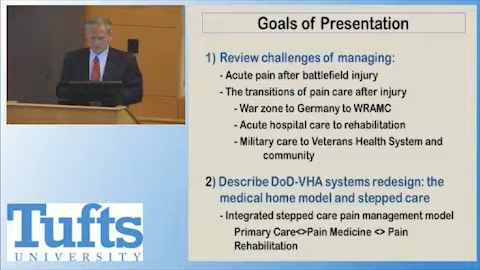 Goals of Presentation
1) Review challenges of managing:
- Acute pain after battlefield injury
- The transitions of pain care after injury
- War zone to Germany to WRAMC
- Acute hospital care to rehabilitation
- Military care to Veterans Health System and
community
2) Describe DoD-VHA systems redesign: the
medical home model and stepped care
- Integrated stepped care pain management model
Primary Care<>Pain Medicine <> Pain
Rehabilitation
Tufts
UNIVERSITY